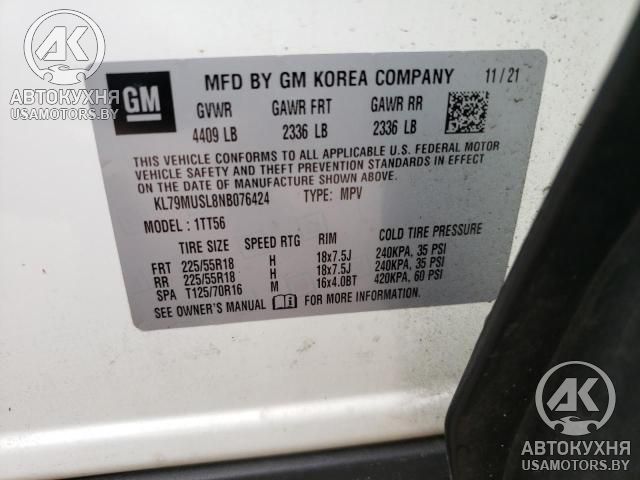 АК
АВТОКУХНЯ
USAMOTORS.BY
GM
MFD BY GM KOREA COMPANY 11/21
GVWR GAWR FRT GAWR RR
4409 LB 2336 LB 2336 LB
THIS VEHICLE CONFORMS TO ALL APPLICABLE U.S. FEDERAL MOTOR
VEHICLE SAFETY AND THEFT PREVENTION STANDARDS IN EFFECT
ON THE DATE OF MANUFACTURE SHOWN ABOVE.
KL79MUSL8NB076424 TYPE: MPV
MODEL: 1TT56
TIRE SIZE SPEED RTG RIM COLD TIRE PRESSURE
FRT 225/55R18 H 18x7.5J 240KPA, 35 PSI
RR 225/55R18 H 18x7.5J 240KPA, 35 PSI
SPA T125/70R16 M 16x4.0BT 420KPA, 60 PSI
SEE OWNER'S MANUAL FOR MORE INFORMATION
АК
АВТОКУХНЯ
USAMOTORS.BY